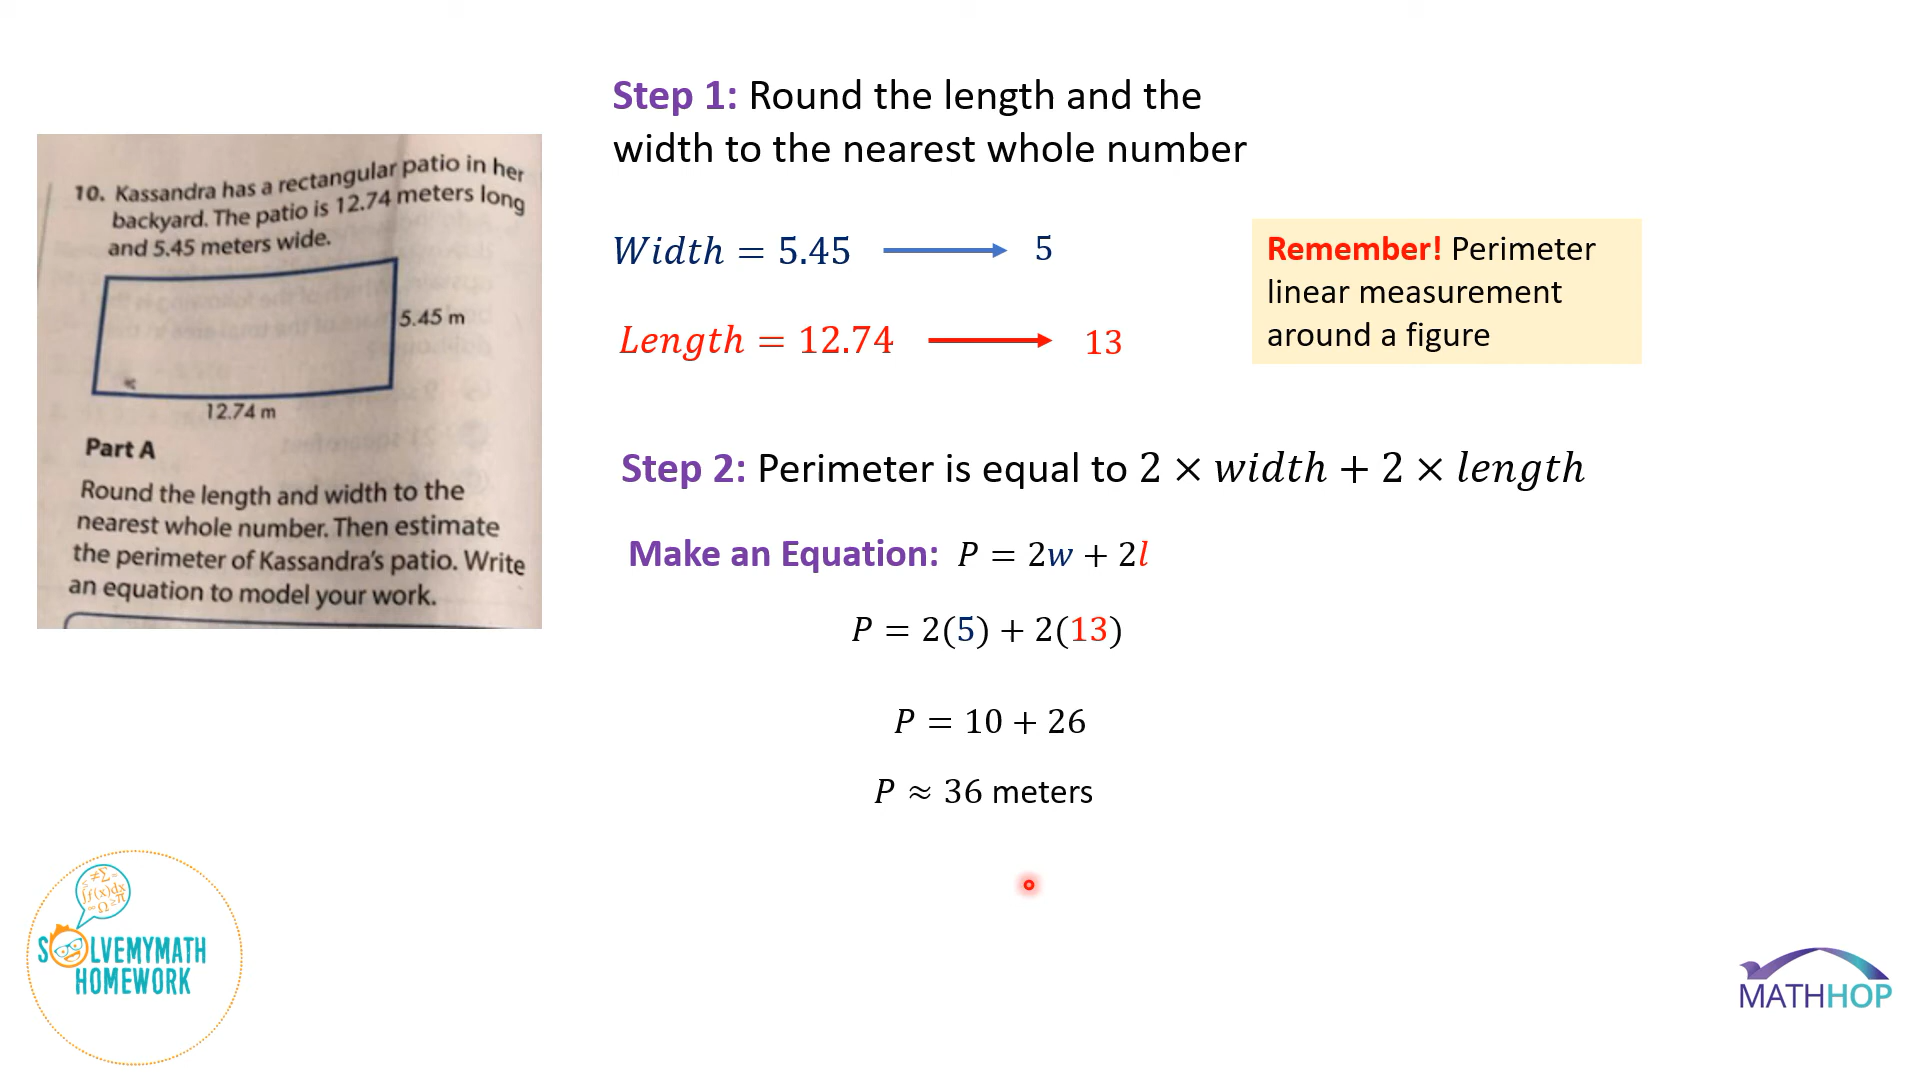 10. Kassandra has a rectangular patio in her
backyard. The patio is 12.74 meters long
and 5.45 meters wide.
5.45 m
12.74 m
Part A
Round the length and width to the
nearest whole number. Then estimate
the perimeter of Kassandra's patio. Write
an equation to model your work.
Step 1: Round the length and the
width to the nearest whole number
Width = 5.45 5
Length = 12.74 13
Remember! Perimeter
linear measurement
around a figure
Step 2: Perimeter is equal to 2 × width + 2 × length
Make an Equation: P = 2w + 2l
P = 2(5) + 2(13)
P = 10 + 26
P ≈ 36 meters
SOLVEMYMATH
HOMEWORK
MATHHOP